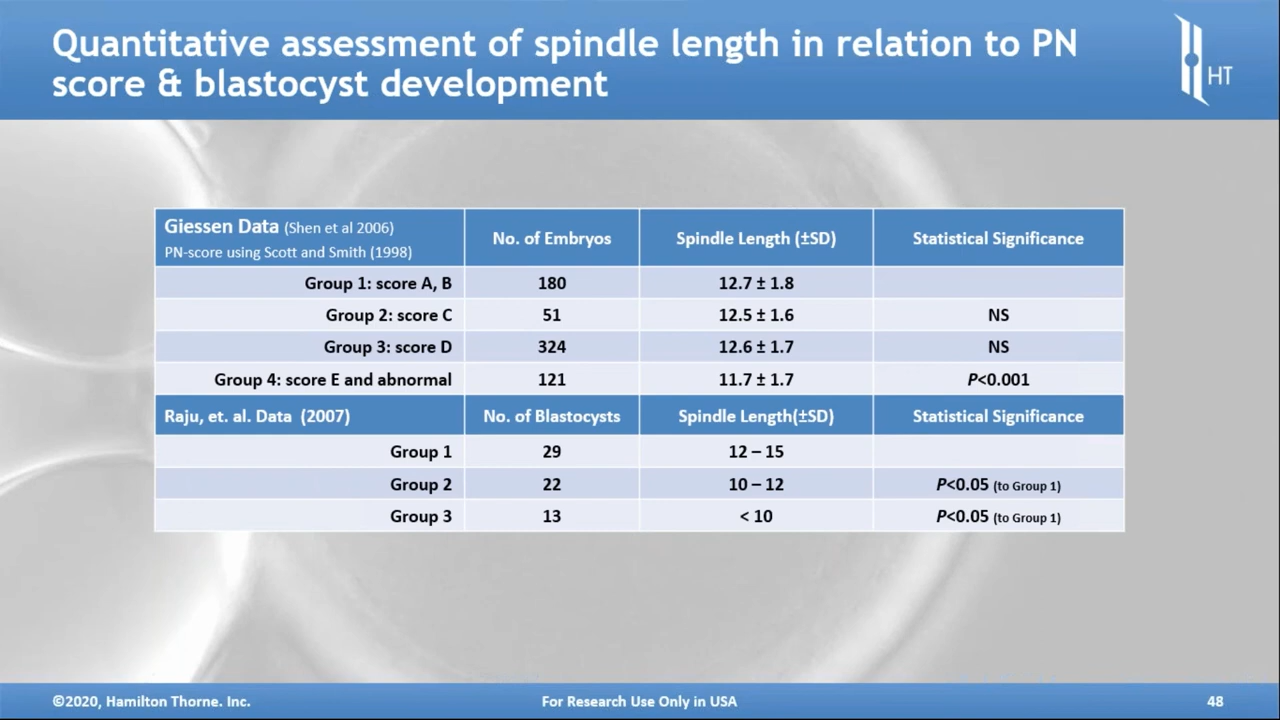 Quantitative assessment of spindle length in relation to PN
score & blastocyst development
HT
Giessen Data (Shen et al 2006)
PN-score using Scott and Smith (1998)
No. of Embryos
Spindle Length (±SD)
Statistical Significance
Group 1: score A, B 180 12.7 ± 1.8
Group 2: score C 51 12.5 ± 1.6 NS
Group 3: score D 324 12.6 ± 1.7 NS
Group 4: score E and abnormal 121 11.7 ± 1.7 P<0.001
Raju, et. al. Data (2007) No. of Blastocysts Spindle Length(±SD) Statistical Significance
Group 1 29 12 – 15
Group 2 22 10 – 12 P<0.05 (to Group 1)
Group 3 13 < 10 P<0.05 (to Group 1)
©2020, Hamilton Thorne. Inc. For Research Use Only in USA 48